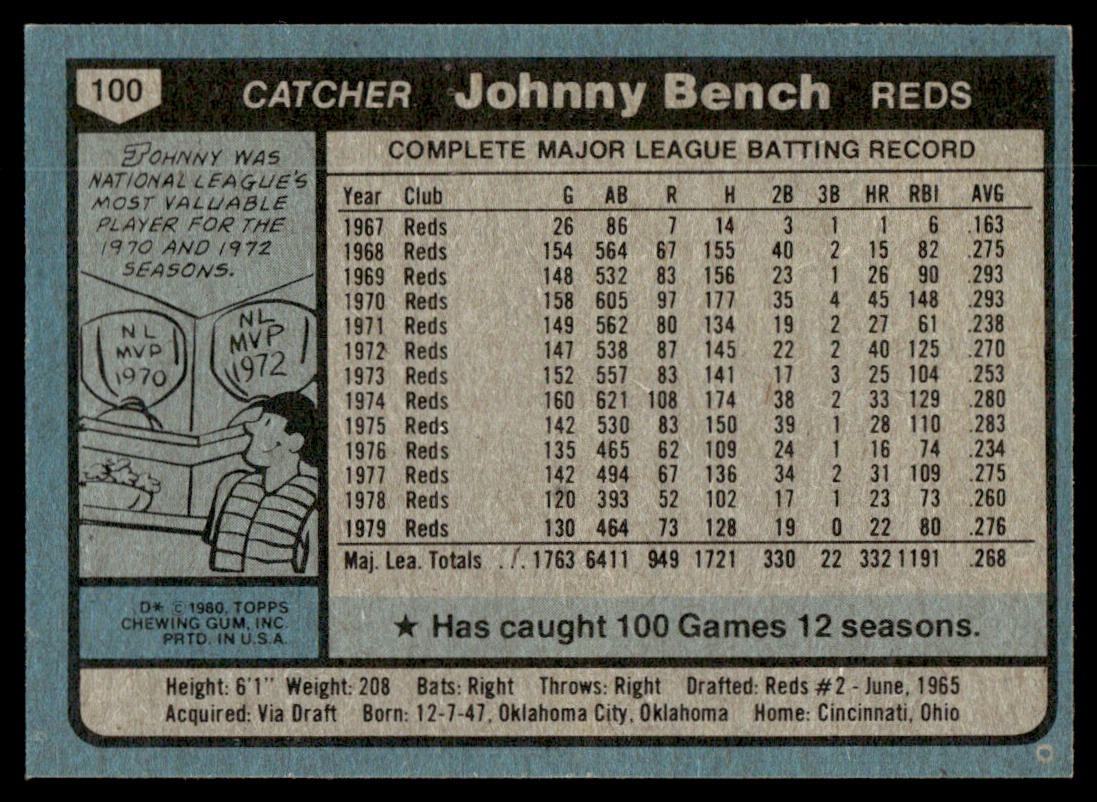 100 CATCHER Johnny Bench REDS
JOHNNY WAS
NATIONAL LEAGUE'S
MOST VALUABLE
PLAYER FOR THE
1970 AND 1972
SEASONS.
NL
MVP
1970
NL
MVP
1972
D* © 1980, TOPPS
CHEWING GUM, INC.
PRTD. IN U.S.A.
COMPLETE MAJOR LEAGUE BATTING RECORD
Year Club G AB R H 2B 3B HR RBI AVG
1967 Reds 26 86 7 14 3 1 1 6 .163
1968 Reds 154 564 67 155 40 2 15 82 .275
1969 Reds 148 532 83 156 23 1 26 90 .293
1970 Reds 158 605 97 177 35 4 45 148 .293
1971 Reds 149 562 80 134 19 2 27 61 .238
1972 Reds 147 538 87 145 22 2 40 125 .270
1973 Reds 152 557 83 141 17 3 25 104 .253
1974 Reds 160 621 108 174 38 2 33 129 .280
1975 Reds 142 530 83 150 39 1 28 110 .283
1976 Reds 135 465 62 109 24 1 16 74 .234
1977 Reds 142 494 67 136 34 2 31 109 .275
1978 Reds 120 393 52 102 17 1 23 73 .260
1979 Reds 130 464 73 128 19 0 22 80 .276
Maj. Lea. Totals ... 1763 6411 949 1721 330 22 332 1191 .268
★ Has caught 100 Games 12 seasons.
Height: 6'1" Weight: 208 Bats: Right Throws: Right Drafted: Reds #2 - June, 1965
Acquired: Via Draft Born: 12-7-47, Oklahoma City, Oklahoma Home: Cincinnati, Ohio